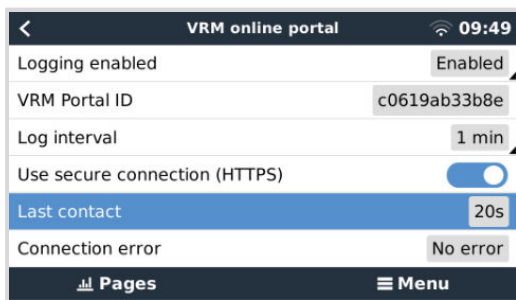 VRM online portal 09:49
Logging enabled Enabled
VRM Portal ID c0619ab33b8e
Log interval 1 min
Use secure connection (HTTPS)
Last contact 20s
Connection error No error
Pages Menu